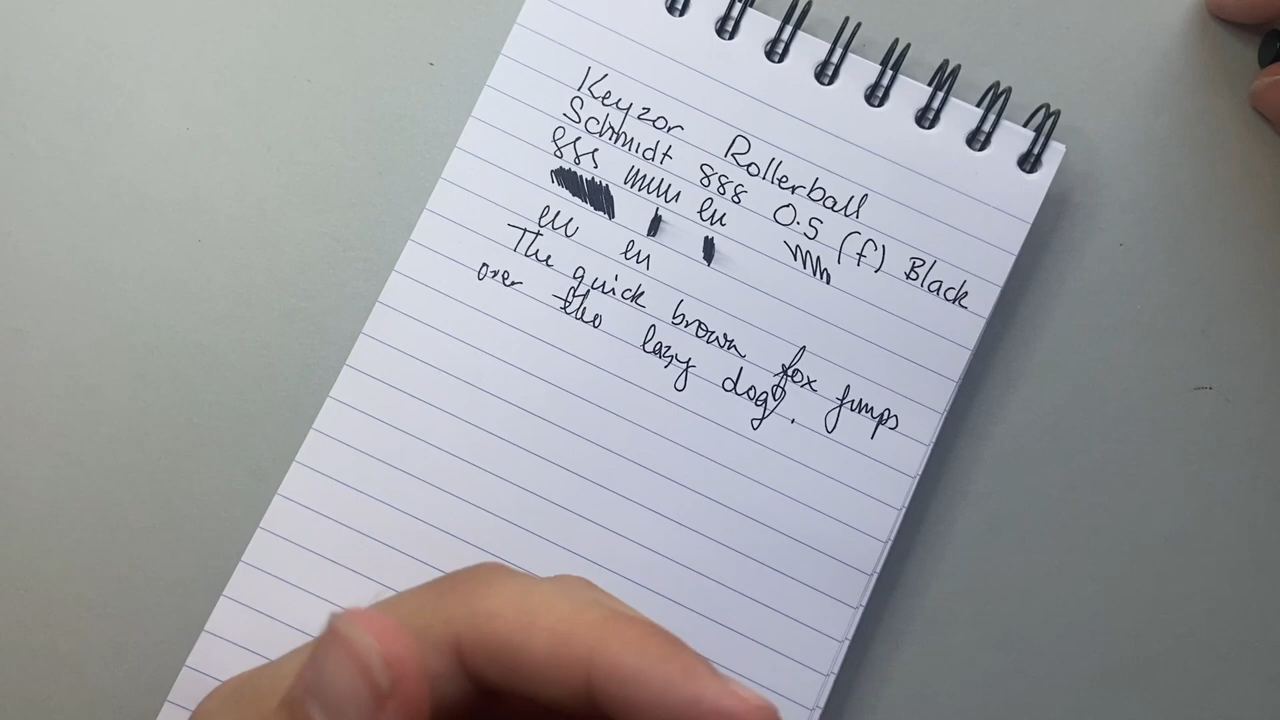 Keyzor Rollerball
Schmidt 888 0.5 (f) Black
888
The quick brown fox jumps
over the lazy dog.